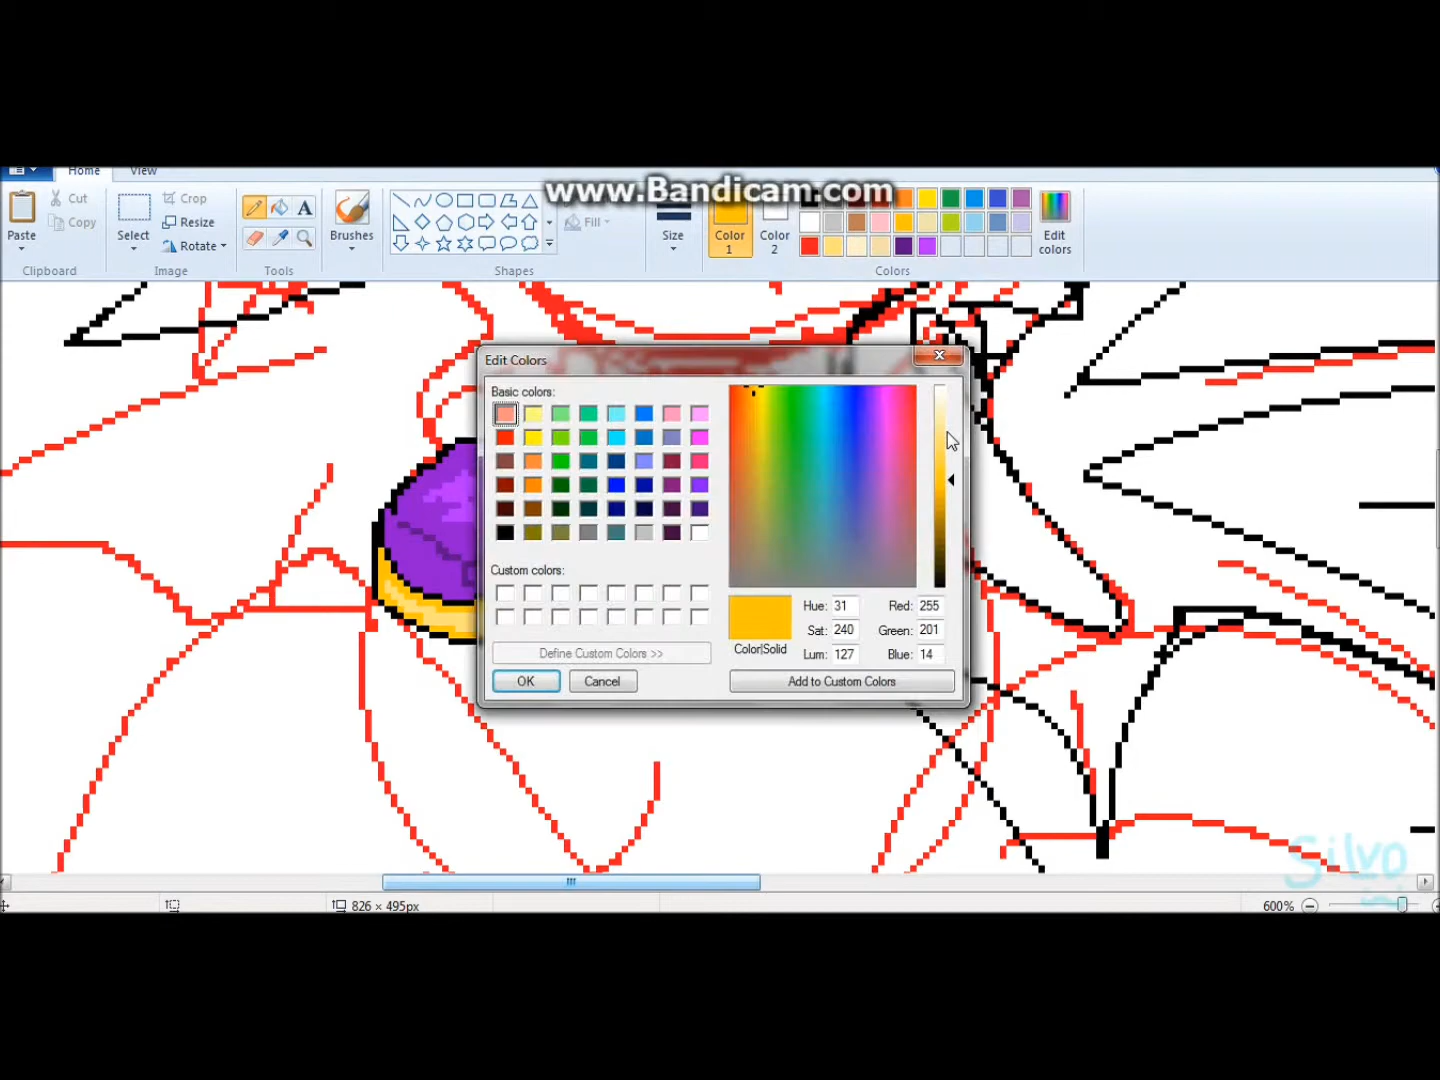 Home View
www.Bandicam.com
Paste
Cut
Copy
Clipboard
Select
Crop
Resize
Rotate
Image
A
Tools
Brushes
Fill
Shapes
Size
Color
1
Color
2
Edit
colors
Colors
Edit Colors
Basic colors:
Custom colors:
Define Custom Colors >>
OK
Cancel
Color|Solid
Hue: 31
Sat: 240
Lum: 127
Red: 255
Green: 201
Blue: 14
Add to Custom Colors
Silvo
826 × 495px
600%